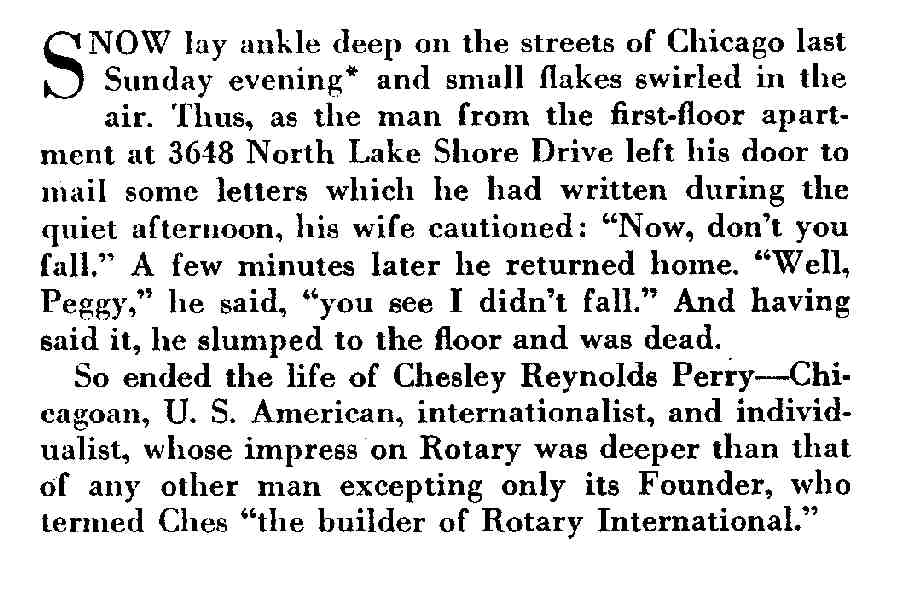 SNOW lay ankle deep on the streets of Chicago last
Sunday evening* and small flakes swirled in the
air. Thus, as the man from the first-floor apart-
ment at 3648 North Lake Shore Drive left his door to
mail some letters which he had written during the
quiet afternoon, his wife cautioned: “Now, don’t you
fall.” A few minutes later he returned home. “Well,
Peggy,” he said, “you see I didn’t fall.” And having
said it, he slumped to the floor and was dead.
So ended the life of Chesley Reynolds Perry—Chi-
cagoan, U. S. American, internationalist, and individ-
ualist, whose impress on Rotary was deeper than that
of any other man excepting only its Founder, who
termed Ches “the builder of Rotary International.”